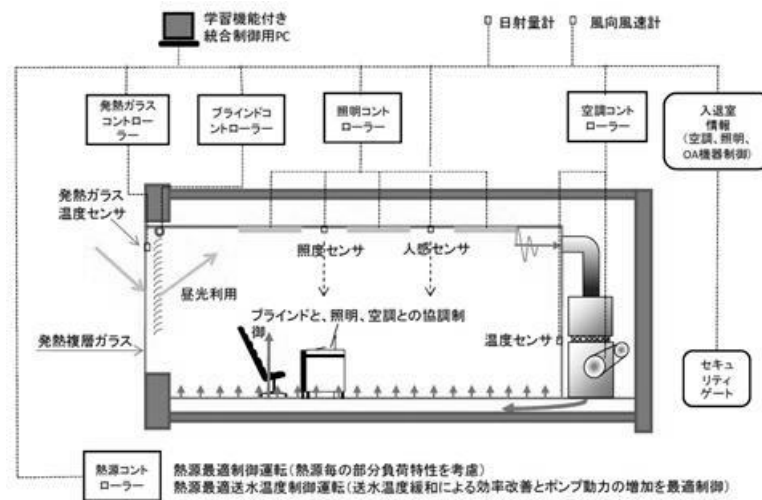 学習機能付き
統合制御用PC
日射量計
風向風速計
発熱ガラス
コントローラー
ブラインドコ
ントローラー
照明コント
ローラー
空調コント
ローラー
入退室
情報
(空調、照明、
OA機器制御)
発熱ガラス
温度センサ
照度センサ
人感センサ
昼光利用
ブラインドと、照明、空調との協調制
御
温度センサ
発熱複層ガラス
セキュ
リティ
ゲート
熱源コント
ローラー
熱源最適制御運転(熱源毎の部分負荷特性を考慮)
熱源最適送水温度制御運転(送水温度緩和による効率改善とポンプ動力の増加を最適制御)